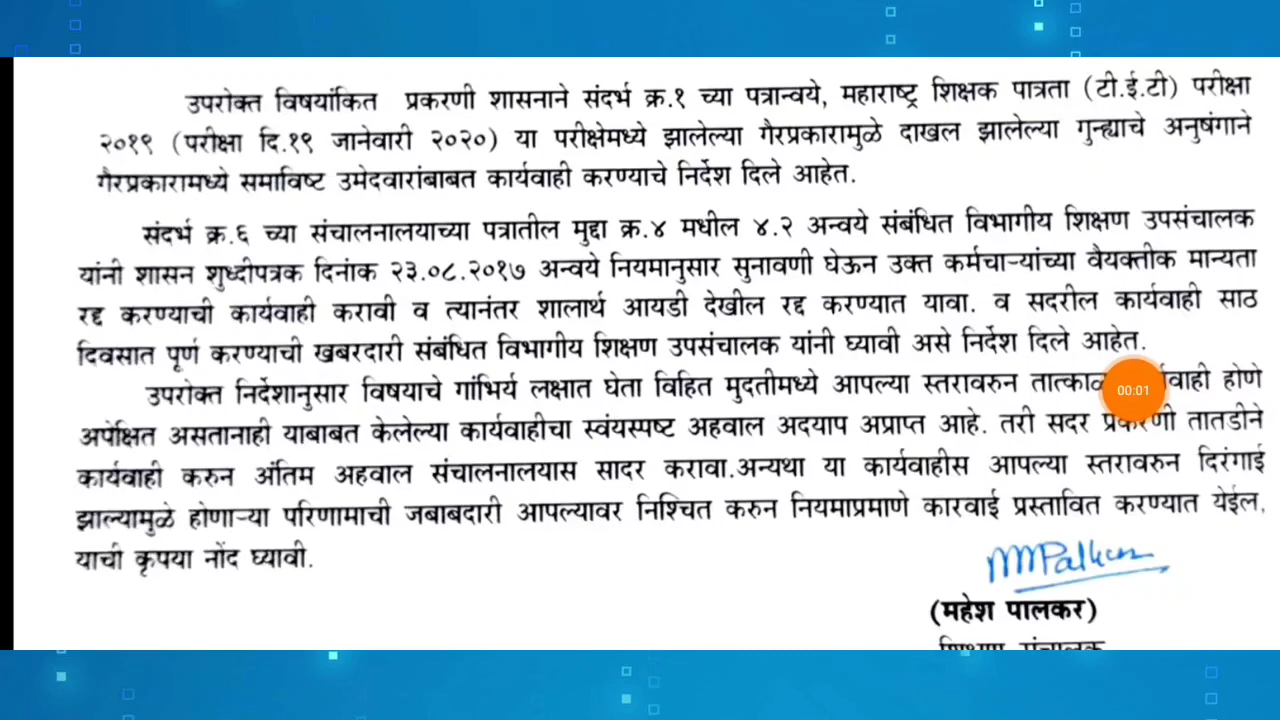 उपरोक्त विषयांकित प्रकरणी शासनाने संदर्भ क्र.१ च्या पत्रान्वये, महाराष्ट्र शिक्षक पात्रता (टी.ई.टी) परीक्षा
२०१९ (परीक्षा दि.१९ जानेवारी २०२०) या परीक्षेमध्ये झालेल्या गैरप्रकारामुळे दाखल झालेल्या गुन्ह्याचे अनुषंगाने
गैरप्रकारामध्ये समाविष्ट उमेदवारांबाबत कार्यवाही करण्याचे निर्देश दिले आहेत.
संदर्भ क्र.६ च्या संचालनालयाच्या पत्रातील मुद्दा क्र.४ मधील ४.२ अन्वये संबंधित विभागीय शिक्षण उपसंचालक
यांनी शासन शुध्दीपत्रक दिनांक २३.०८.२०१७ अन्वये नियमानुसार सुनावणी घेऊन उक्त कर्मचाऱ्यांच्या वैयक्तीक मान्यता
रद्द करण्याची कार्यवाही करावी व त्यानंतर शालार्थ आयडी देखील रद्द करण्यात यावा. व सदरील कार्यवाही साठ
दिवसात पूर्ण करण्याची खबरदारी संबंधित विभागीय शिक्षण उपसंचालक यांनी घ्यावी असे निर्देश दिले आहेत.
उपरोक्त निर्देशानुसार विषयाचे गांभिर्य लक्षात घेता विहित मुदतीमध्ये आपल्या स्तरावरुन होणे
00:01
अपेक्षित असतानाही याबाबत केलेल्या कार्यवाहीचा स्वंयस्पष्ट अहवाल अदयाप अप्राप्त आहे. तरी सदर प्रकरणी तातडीने
कार्यवाही करुन अंतिम अहवाल संचालनालयास सादर करावा.अन्यथा या कार्यवाहीस आपल्या स्तरावरुन दिरंगाई
झाल्यामुळे होणाऱ्या परिणामाची जबाबदारी आपल्यावर निश्चित करुन नियमाप्रमाणे कारवाई प्रस्तावित करण्यात येईल,
याची कृपया नोंद घ्यावी.
MMPalkar
(महेश पालकर)